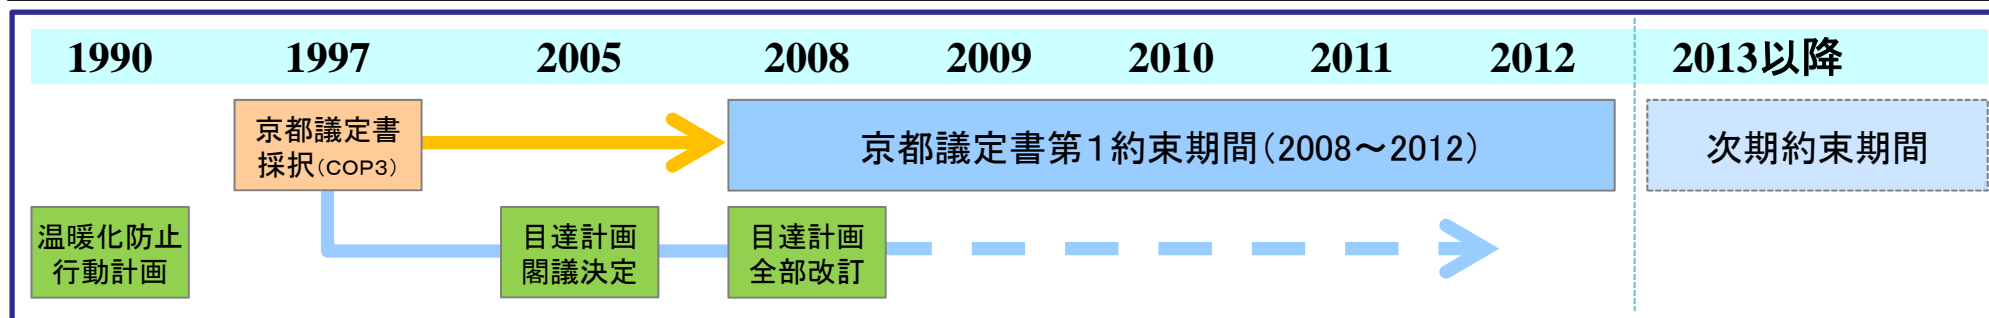 1990 1997 2005 2008 2009 2010 2011 2012 2013以降
京都議定書
採択(COP3)
京都議定書第1約束期間(2008～2012)
次期約束期間
温暖化防止
行動計画
目達計画
閣議決定
目達計画
全部改訂